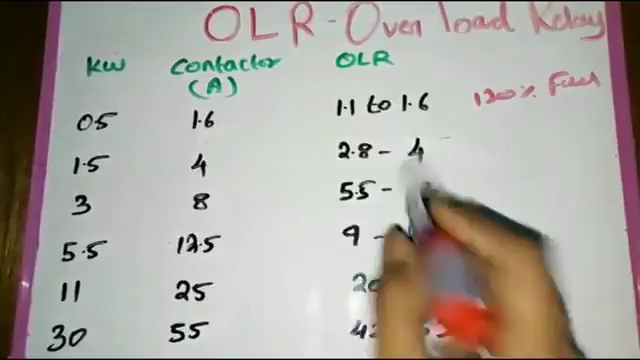 OLR - Over load Relay
KW Contactor (A) OLR
120%
0.5 1.6 1.1 to 1.6
1.5 4 2.8 - 4
3 8 5.5 -
5.5 12.5 9 -
11 25
30 55